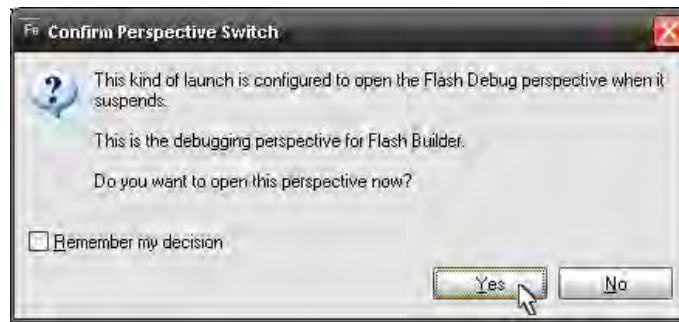 Fb Confirm Perspective Switch
This kind of launch is configured to open the Flash Debug perspective when it
suspends.
This is the debugging perspective for Flash Builder.
Do you want to open this perspective now?
Remember my decision
Yes
No